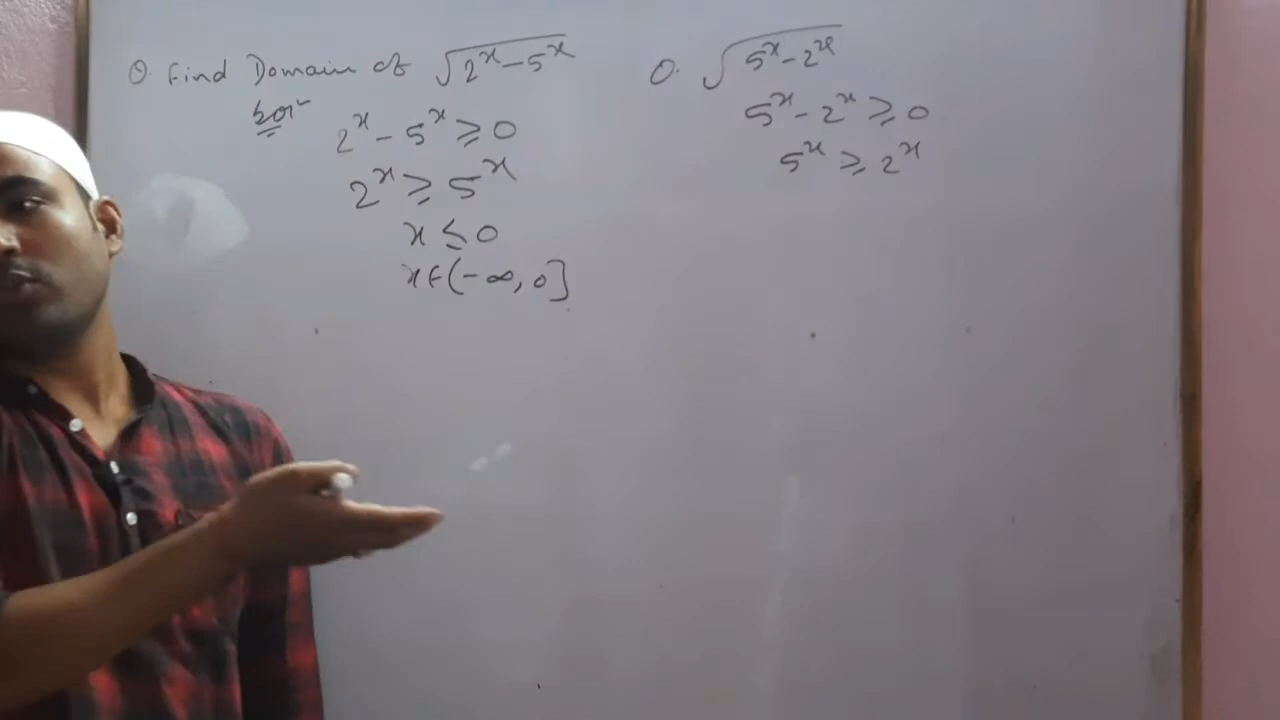 Q. Find Domain of √(2^x - 5^x)
Soln
2^x - 5^x ≥ 0
2^x ≥ 5^x
x ≤ 0
x ∈ (-∞, 0]
Q. √(5^x - 2^x)
5^x - 2^x ≥ 0
5^x ≥ 2^x